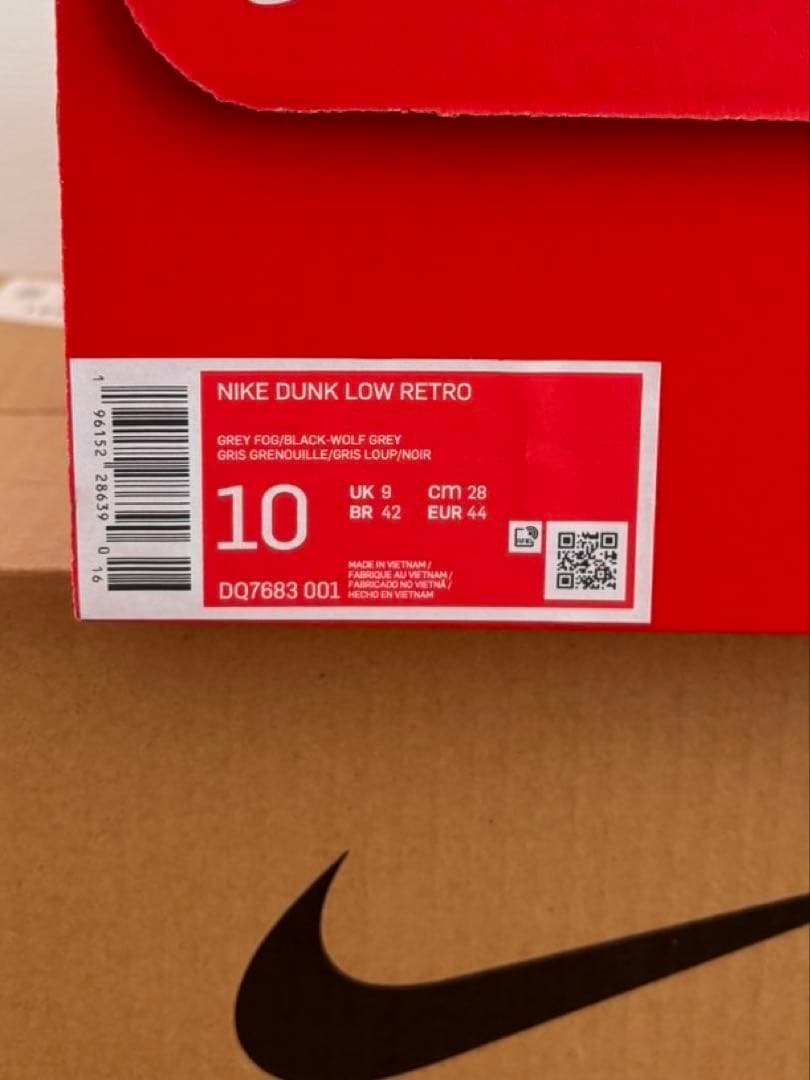 NIKE DUNK LOW RETRO
GREY FOG/BLACK-WOLF GREY
GRIS GRENOUILLE/GRIS LOUP/NOIR
10
UK 9 cm 28
BR 42 EUR 44
DQ7683 001
MADE IN VIETNAM /
FABRIQUE AU VIETNAM /
FABRICADO NO VIETNÃ /
HECHO EN VIETNAM
1 96152 28639 0 16